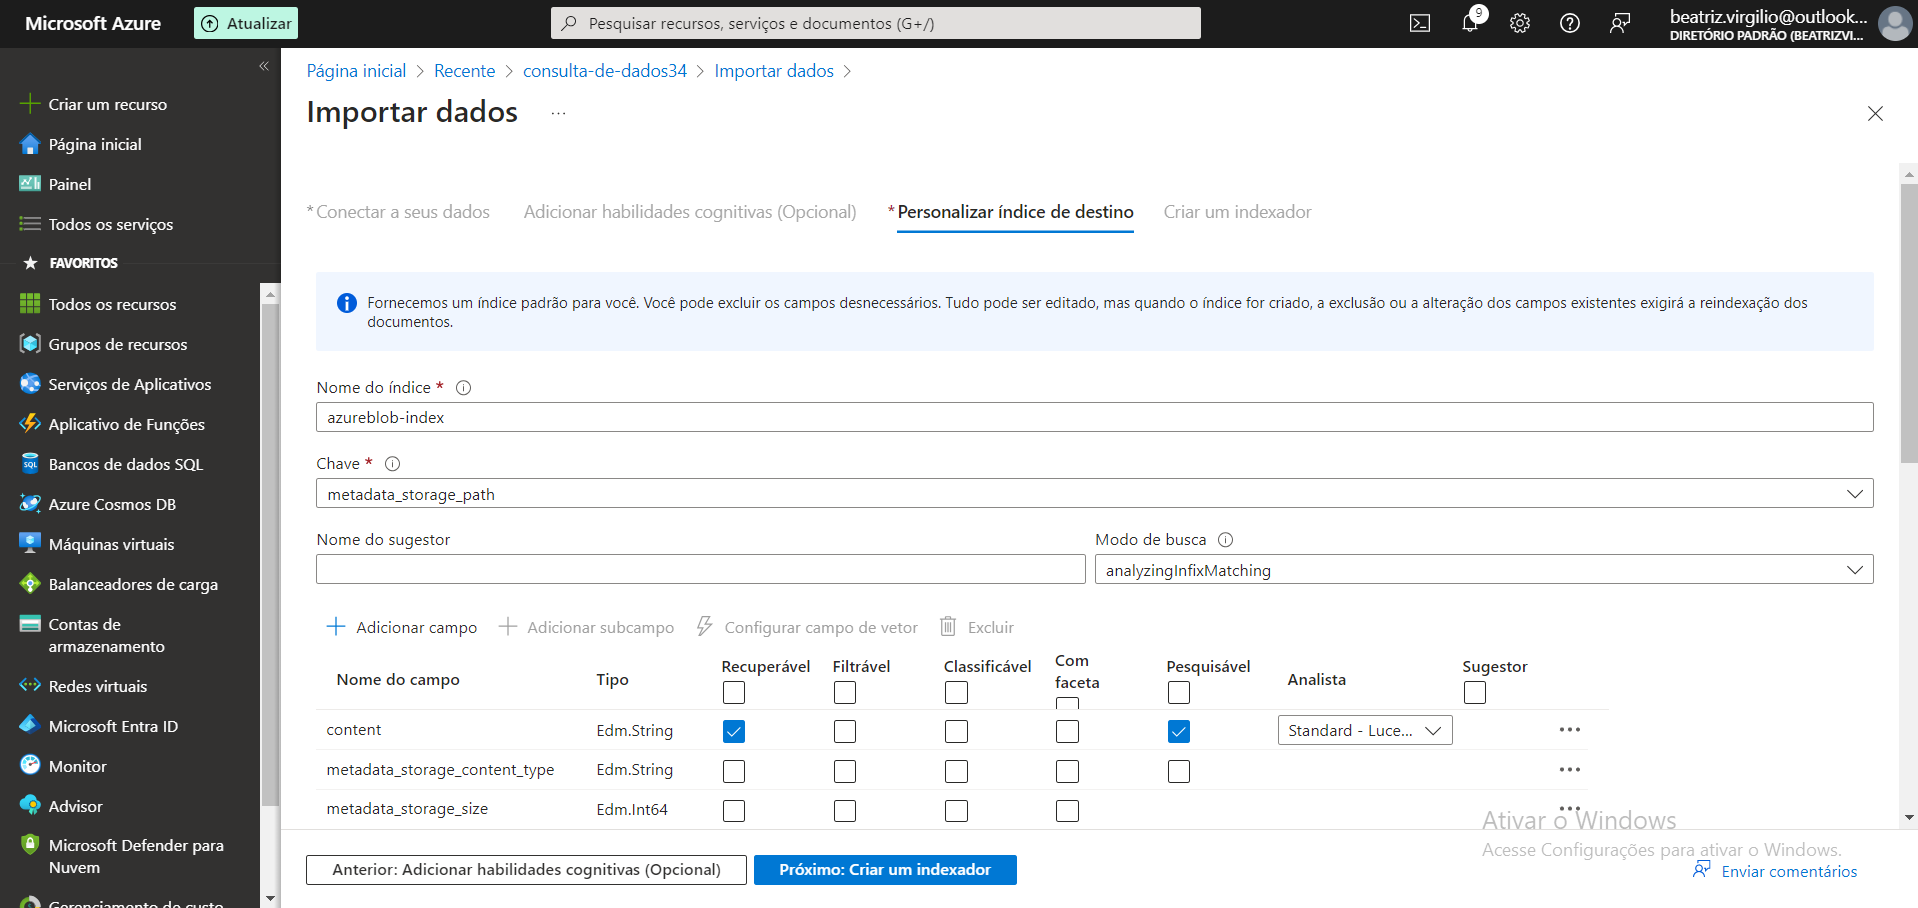 Microsoft Azure
Atualizar
Pesquisar recursos, serviços e documentos (G+/)
9
beatriz.virgilio@outlook...
DIRETÓRIO PADRÃO (BEATRIZVI...
Criar um recurso
Página inicial
Painel
Todos os serviços
FAVORITOS
Todos os recursos
Grupos de recursos
Serviços de Aplicativos
Aplicativo de Funções
SQL
Bancos de dados SQL
Azure Cosmos DB
Máquinas virtuais
Balanceadores de carga
Contas de
armazenamento
Redes virtuais
Microsoft Entra ID
Monitor
Advisor
Microsoft Defender para
Nuvem
Gerenciamento de custo
Página inicial > Recente > consulta-de-dados34 > Importar dados >
Importar dados ...
* Conectar a seus dados
Adicionar habilidades cognitivas (Opcional)
* Personalizar índice de destino
Criar um indexador
Fornecemos um índice padrão para você. Você pode excluir os campos desnecessários. Tudo pode ser editado, mas quando o índice for criado, a exclusão ou a alteração dos campos existentes exigirá a reindexação dos
documentos.
Nome do índice *
azureblob-index
Chave *
metadata_storage_path
Nome do sugestor
Modo de busca
analyzingInfixMatching
Adicionar campo
Adicionar subcampo
Configurar campo de vetor
Excluir
Nome do campo Tipo Recuperável Filtrável Classificável Com faceta Pesquisável Analista Sugestor
content Edm.String Standard - Luce... ...
metadata_storage_content_type Edm.String ...
metadata_storage_size Edm.Int64 ...
Anterior: Adicionar habilidades cognitivas (Opcional)
Próximo: Criar um indexador
Ativar o Windows
Acesse Configurações para ativar o Windows.
Enviar comentários